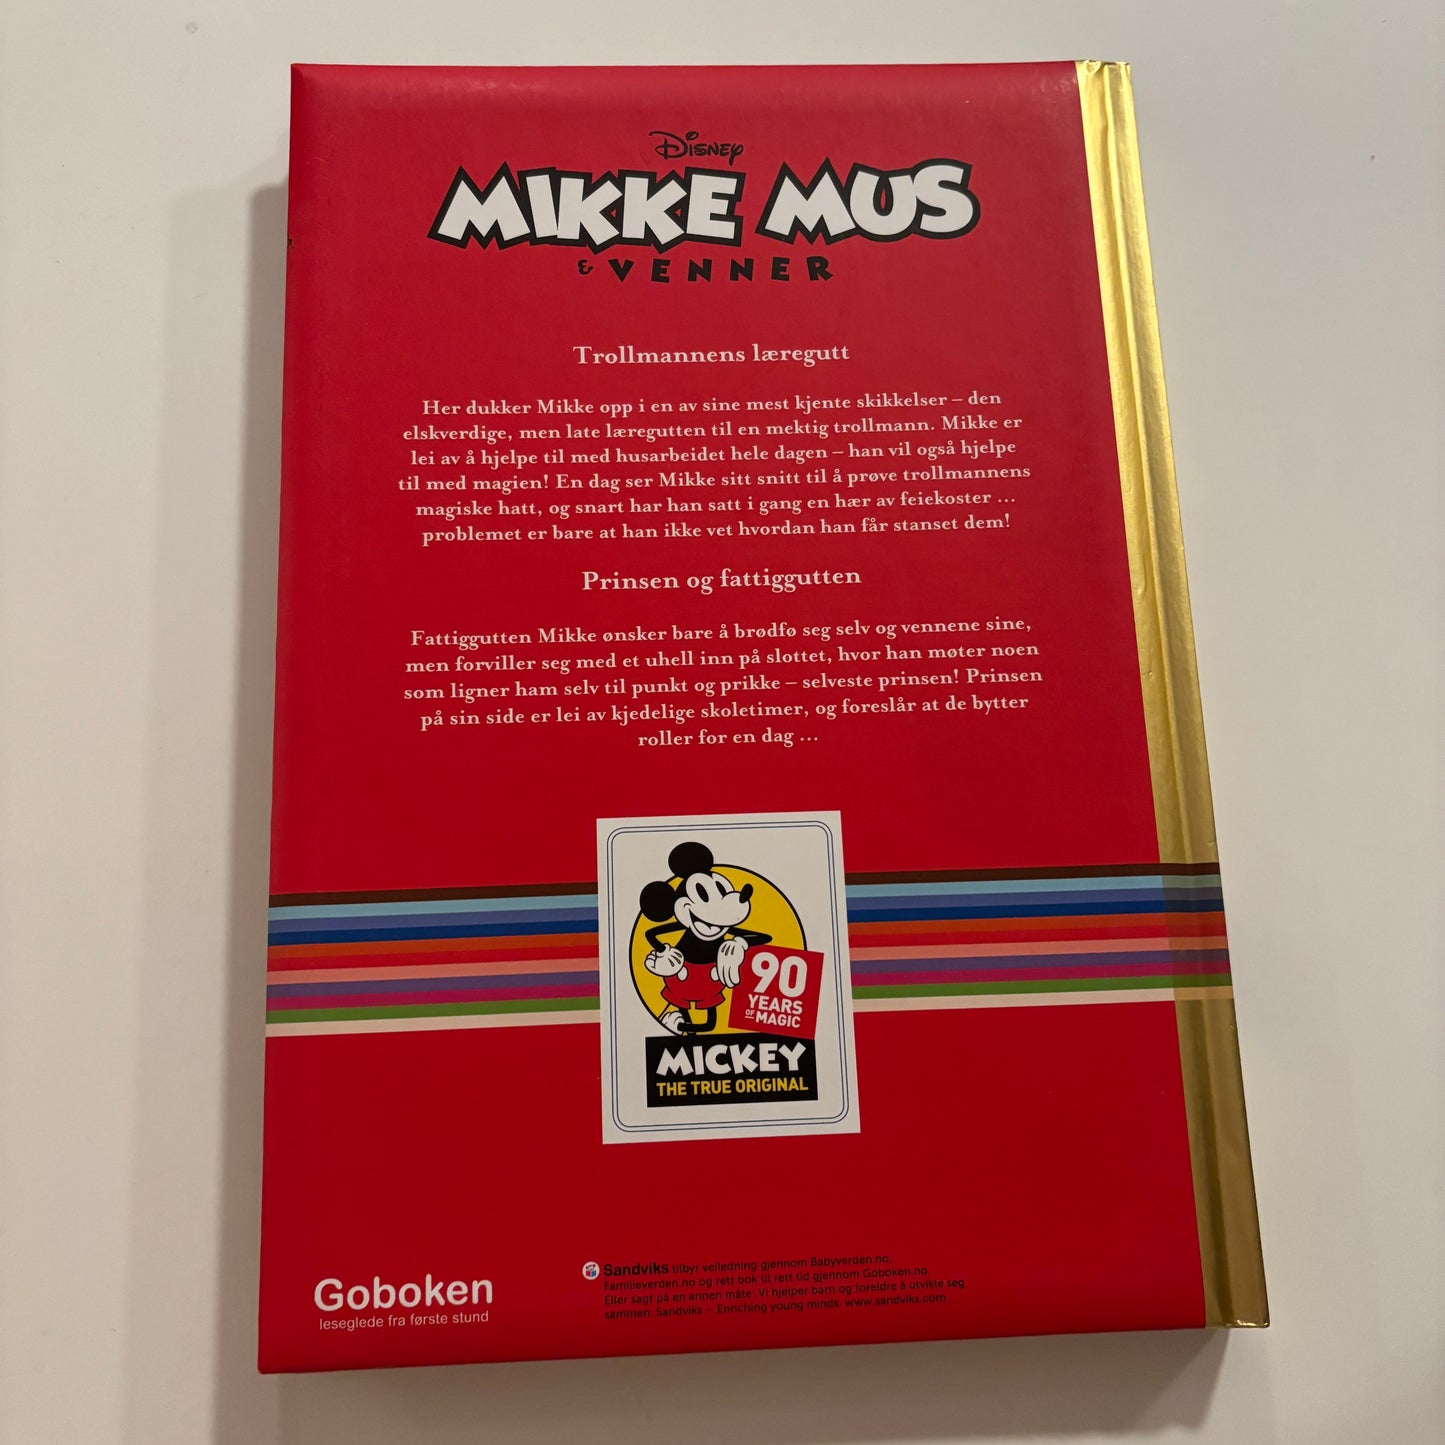 Disney
MIKKE MUS
& VENNER
Trollmannens læregutt
Her dukker Mikke opp i en av sine mest kjente skikkelser – den
elskverdige, men late læregutten til en mektig trollmann. Mikke er
lei av å hjelpe til med husarbeidet hele dagen – han vil også hjelpe
til med magien! En dag ser Mikke sitt snitt til å prøve trollmannens
magiske hatt, og snart har han satt i gang en hær av feiekoster ...
problemet er bare at han ikke vet hvordan han får stanset dem!
Prinsen og fattiggutten
Fattiggutten Mikke ønsker bare å brødfø seg selv og vennene sine,
men forviller seg med et uhell inn på slottet, hvor han møter noen
som ligner ham selv til punkt og prikke – selveste prinsen! Prinsen
på sin side er lei av kjedelige skoletimer, og foreslår at de bytter
roller for en dag ...
90
YEARS
OF MAGIC
MICKEY
THE TRUE ORIGINAL
Goboken
leseglede fra første stund
Sandviks tilbyr veiledning gjennom Babyverden.no,
Familieverden.no og rett bok til rett tid gjennom Goboken.no.
Eller sagt på en annen måte: Vi hjelper barn og foreldre å utvikle seg
sammen. Sandviks – Enriching young minds. www.sandviks.com